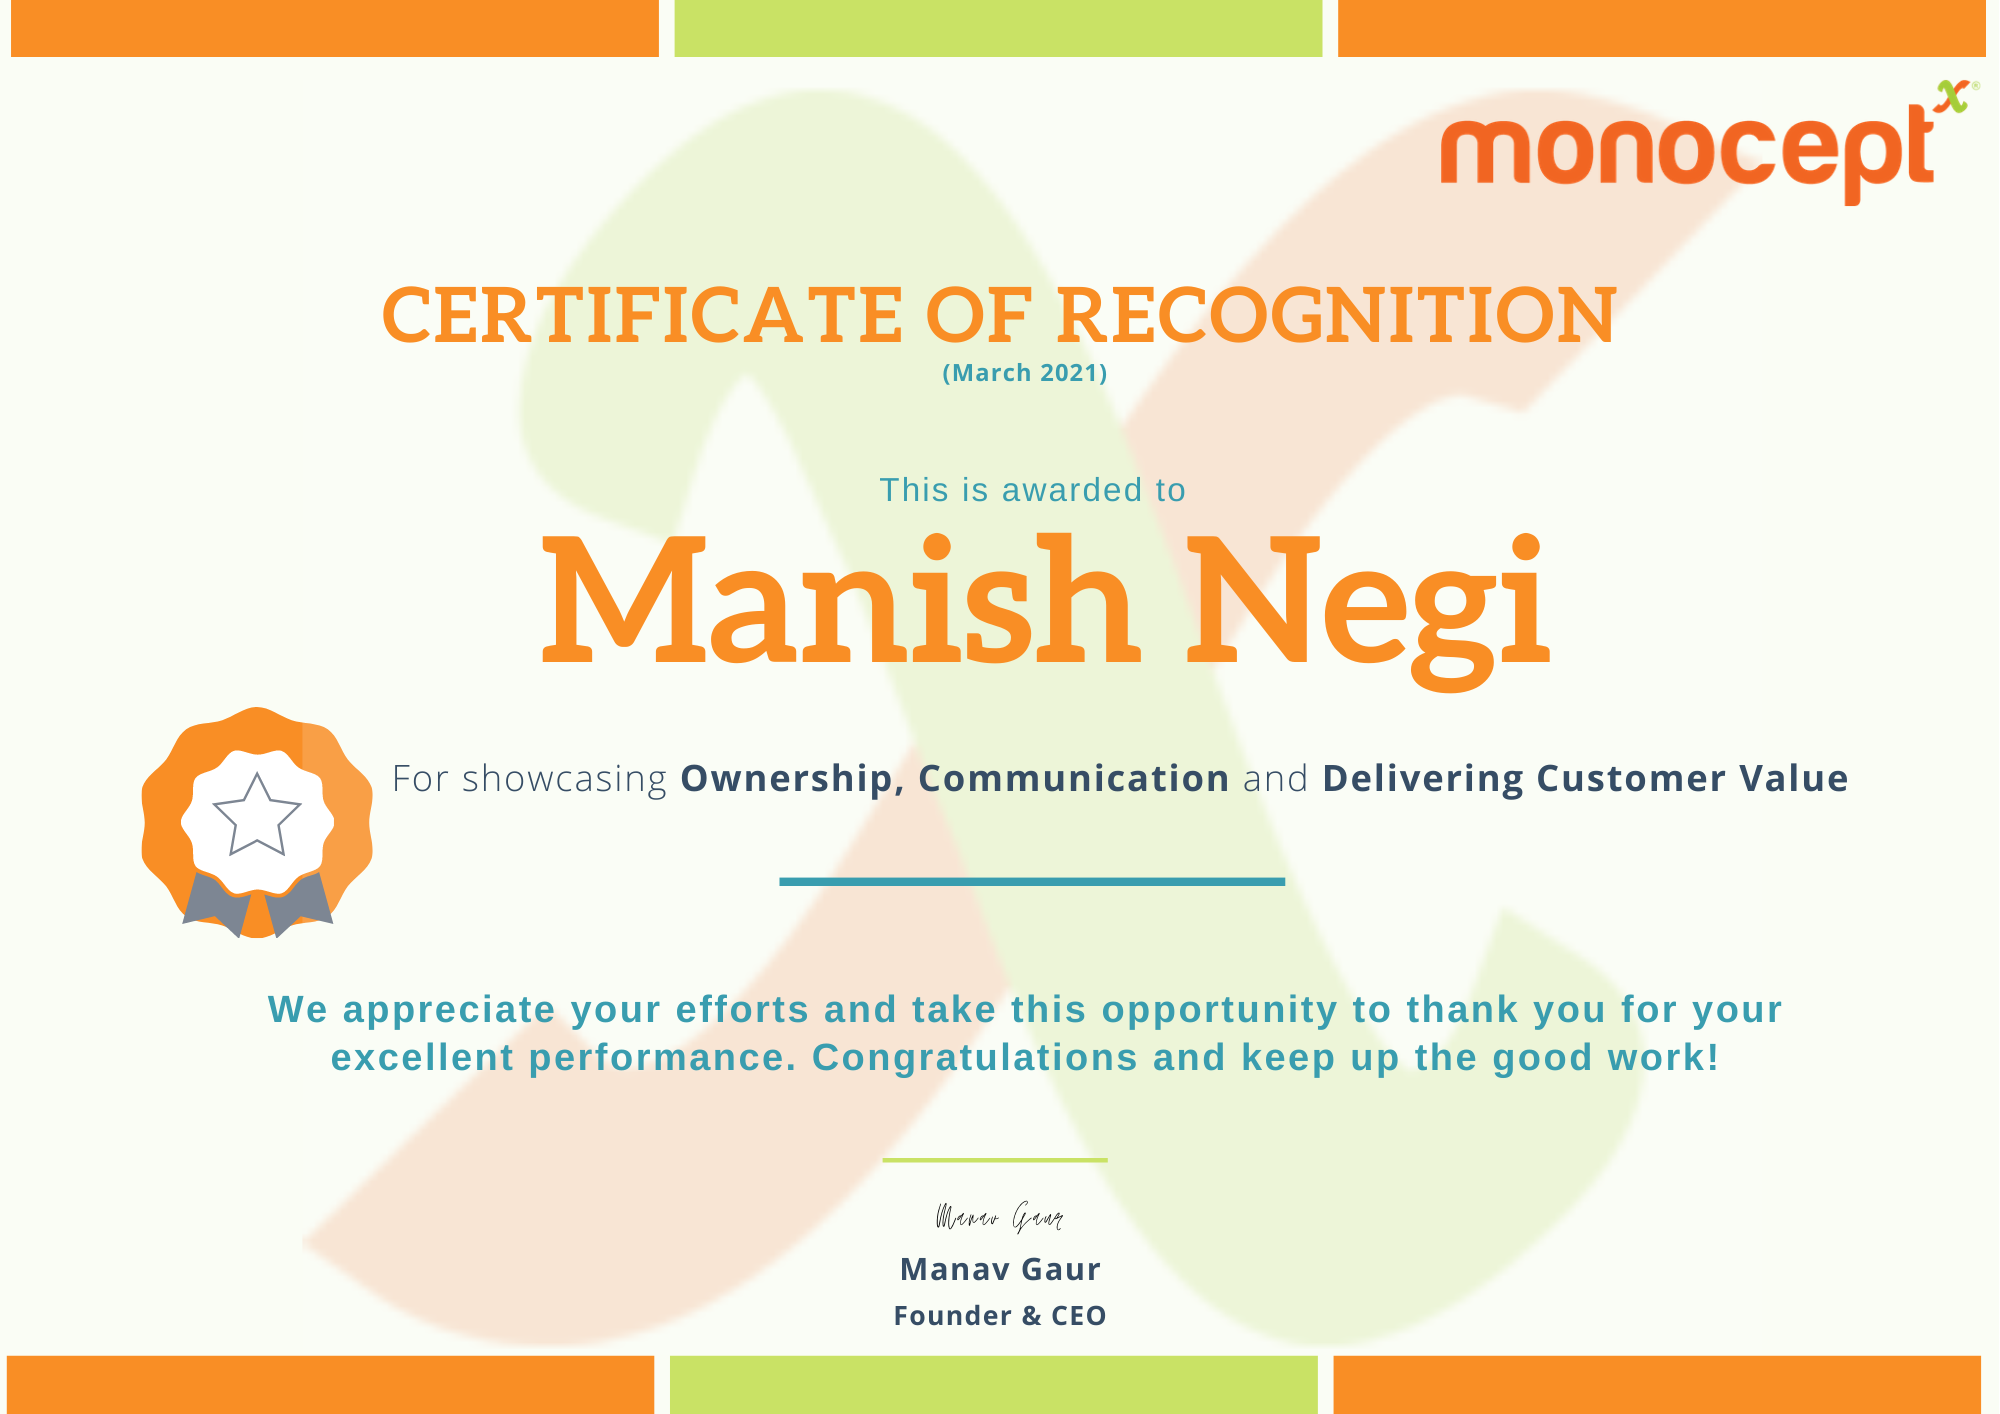 monocept x®
CERTIFICATE OF RECOGNITION
(March 2021)
This is awarded to
Manish Negi
For showcasing Ownership, Communication and Delivering Customer Value
We appreciate your efforts and take this opportunity to thank you for your
excellent performance. Congratulations and keep up the good work!
Manav Gaur
Manav Gaur
Founder & CEO